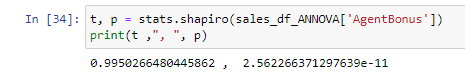 In [34]: t, p = stats.shapiro(sales_df_ANNOVA['AgentBonus'])
print(t ,", ", p)
0.9950266480445862 ,  2.562266371297639e-11